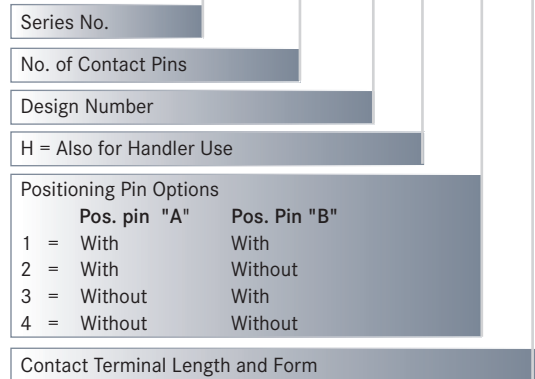 Series No.
No. of Contact Pins
Design Number
H = Also for Handler Use
Positioning Pin Options
Pos. pin "A" Pos. Pin "B"
1 = With With
2 = With Without
3 = Without With
4 = Without Without
Contact Terminal Length and Form